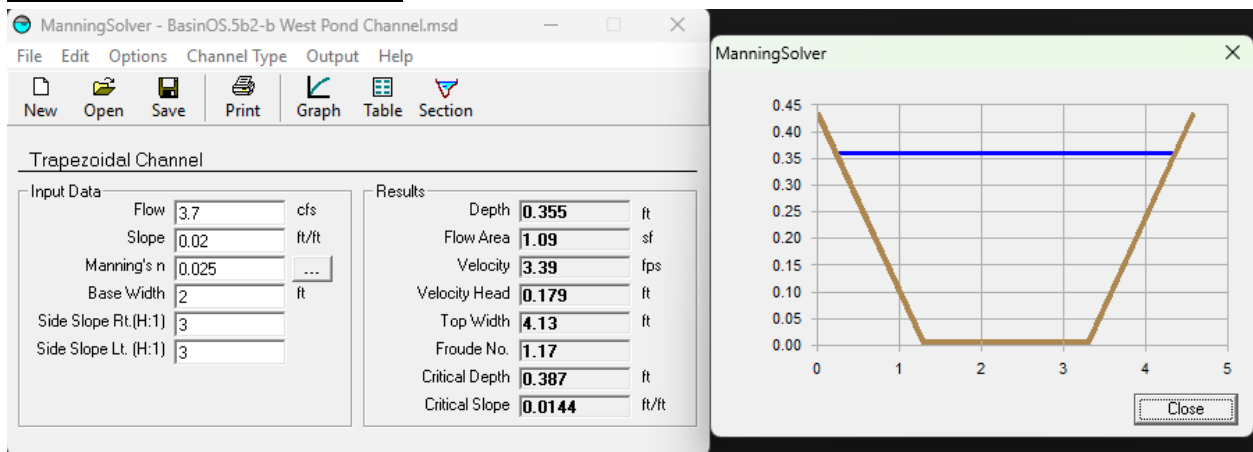 ManningSolver - BasinOS.5b2-b West Pond Channel.msd
File Edit Options Channel Type Output Help
New Open Save Print Graph Table Section
Trapezoidal Channel
Input Data
Flow 3.7 cfs
Slope 0.02 ft/ft
Manning's n 0.025 ...
Base Width 2 ft
Side Slope Rt.(H:1) 3
Side Slope Lt. (H:1) 3
Results
Depth 0.355 ft
Flow Area 1.09 sf
Velocity 3.39 fps
Velocity Head 0.179 ft
Top Width 4.13 ft
Froude No. 1.17
Critical Depth 0.387 ft
Critical Slope 0.0144 ft/ft
ManningSolver
0.45
0.40
0.35
0.30
0.25
0.20
0.15
0.10
0.05
0.00
0 1 2 3 4 5
Close